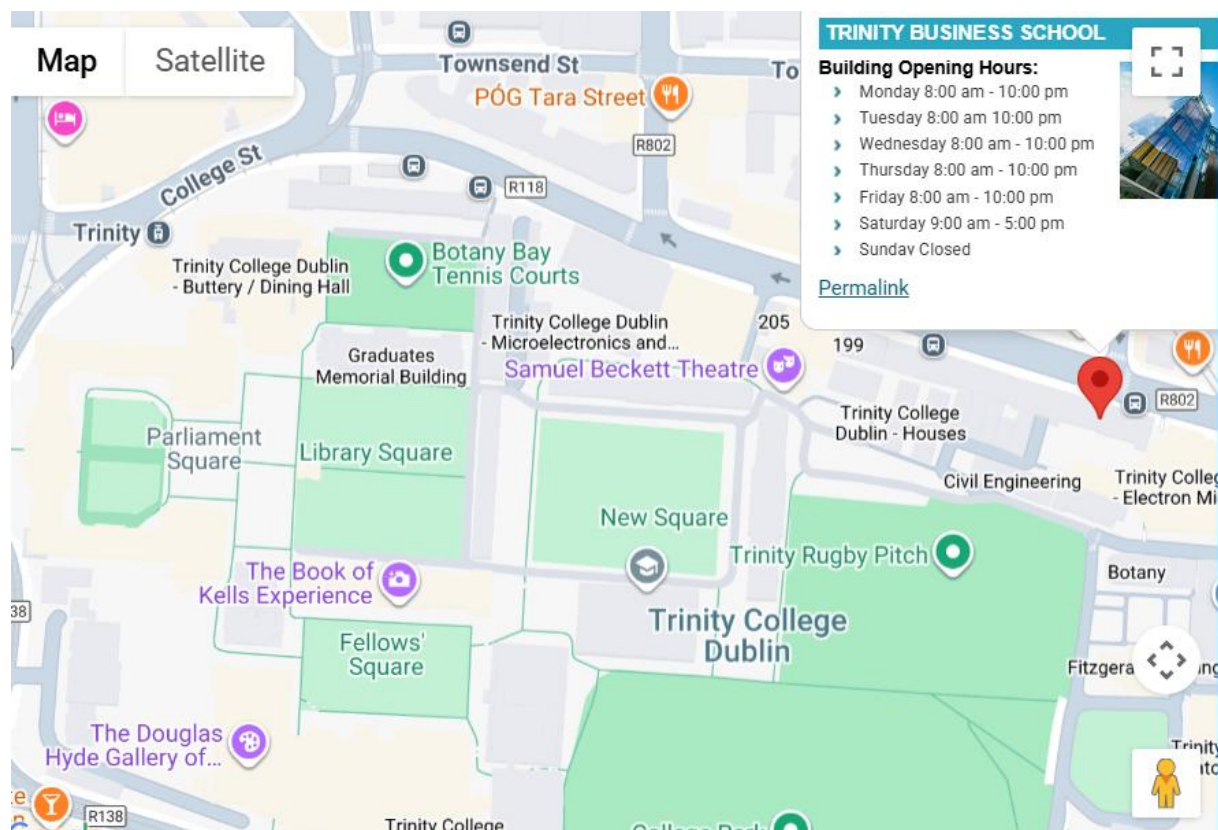 Map
Satellite
Townsend St
PÓG Tara Street
R802
College St
R118
Trinity
TRINITY BUSINESS SCHOOL
Building Opening Hours:
Monday 8:00 am - 10:00 pm
Tuesday 8:00 am 10:00 pm
Wednesday 8:00 am - 10:00 pm
Thursday 8:00 am - 10:00 pm
Friday 8:00 am - 10:00 pm
Saturday 9:00 am - 5:00 pm
Sunday Closed
Permalink
To
Trinity College Dublin
- Buttery / Dining Hall
Botany Bay
Tennis Courts
Trinity College Dublin
- Microelectronics and...
205
199
Graduates
Memorial Building
Samuel Beckett Theatre
R802
Trinity College
Dublin - Houses
Parliament
Square
Library Square
Civil Engineering
Trinity Colleg
- Electron Mi
New Square
Trinity Rugby Pitch
The Book of
Kells Experience
Botany
38
Trinity College
Dublin
Fellows'
Square
Fitzgera
The Douglas
Hyde Gallery of...
Trinity
R138
Trinity College
College Park